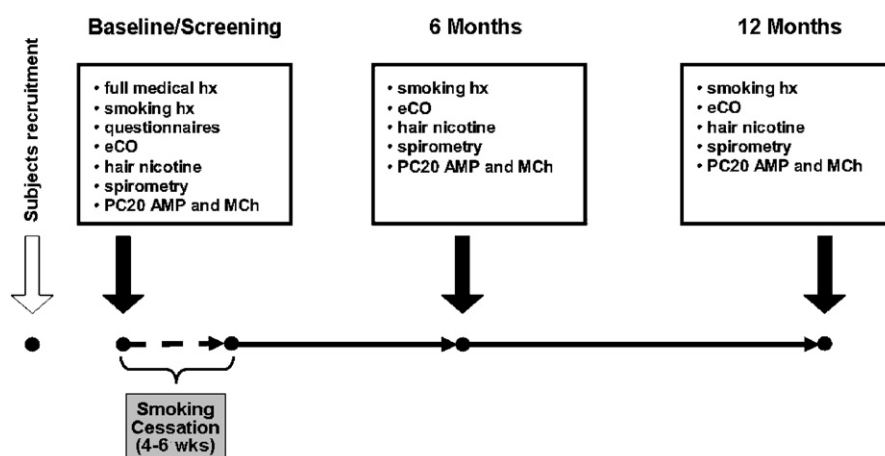 Subjects recruitment
Baseline/Screening
• full medical hx
• smoking hx
• questionnaires
• eCO
• hair nicotine
• spirometry
• PC20 AMP and MCh
6 Months
• smoking hx
• eCO
• hair nicotine
• spirometry
• PC20 AMP and MCh
12 Months
• smoking hx
• eCO
• hair nicotine
• spirometry
• PC20 AMP and MCh
Smoking
Cessation
(4-6 wks)